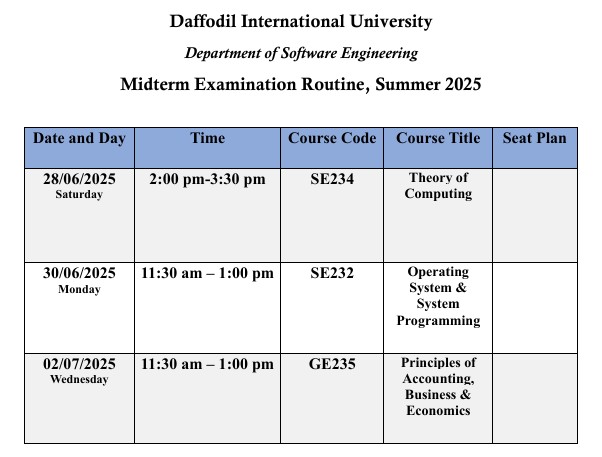 Daffodil International University
Department of Software Engineering
Midterm Examination Routine, Summer 2025
Date and Day Time Course Code Course Title Seat Plan
28/06/2025
Saturday
2:00 pm-3:30 pm
SE234
Theory of
Computing
30/06/2025
Monday
11:30 am – 1:00 pm
SE232
Operating
System &
System
Programming
02/07/2025
Wednesday
11:30 am – 1:00 pm
GE235
Principles of
Accounting,
Business &
Economics